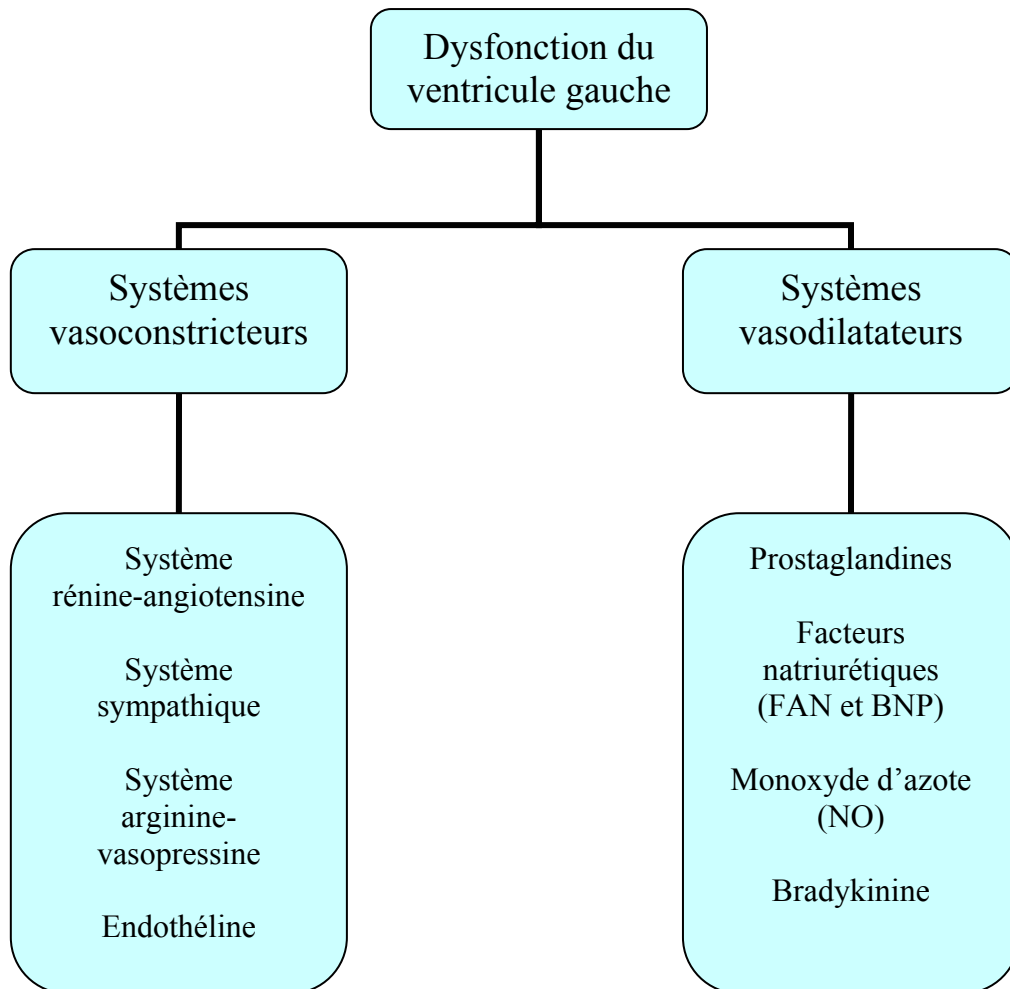 Dysfonction du
ventricule gauche
Systèmes
vasoconstricteurs
Systèmes
vasodilatateurs
Système
rénine-angiotensine
Système
sympathique
Système
arginine-
vasopressine
Endothéline
Prostaglandines
Facteurs
natriurétiques
(FAN et BNP)
Monoxyde d’azote
(NO)
Bradykinine